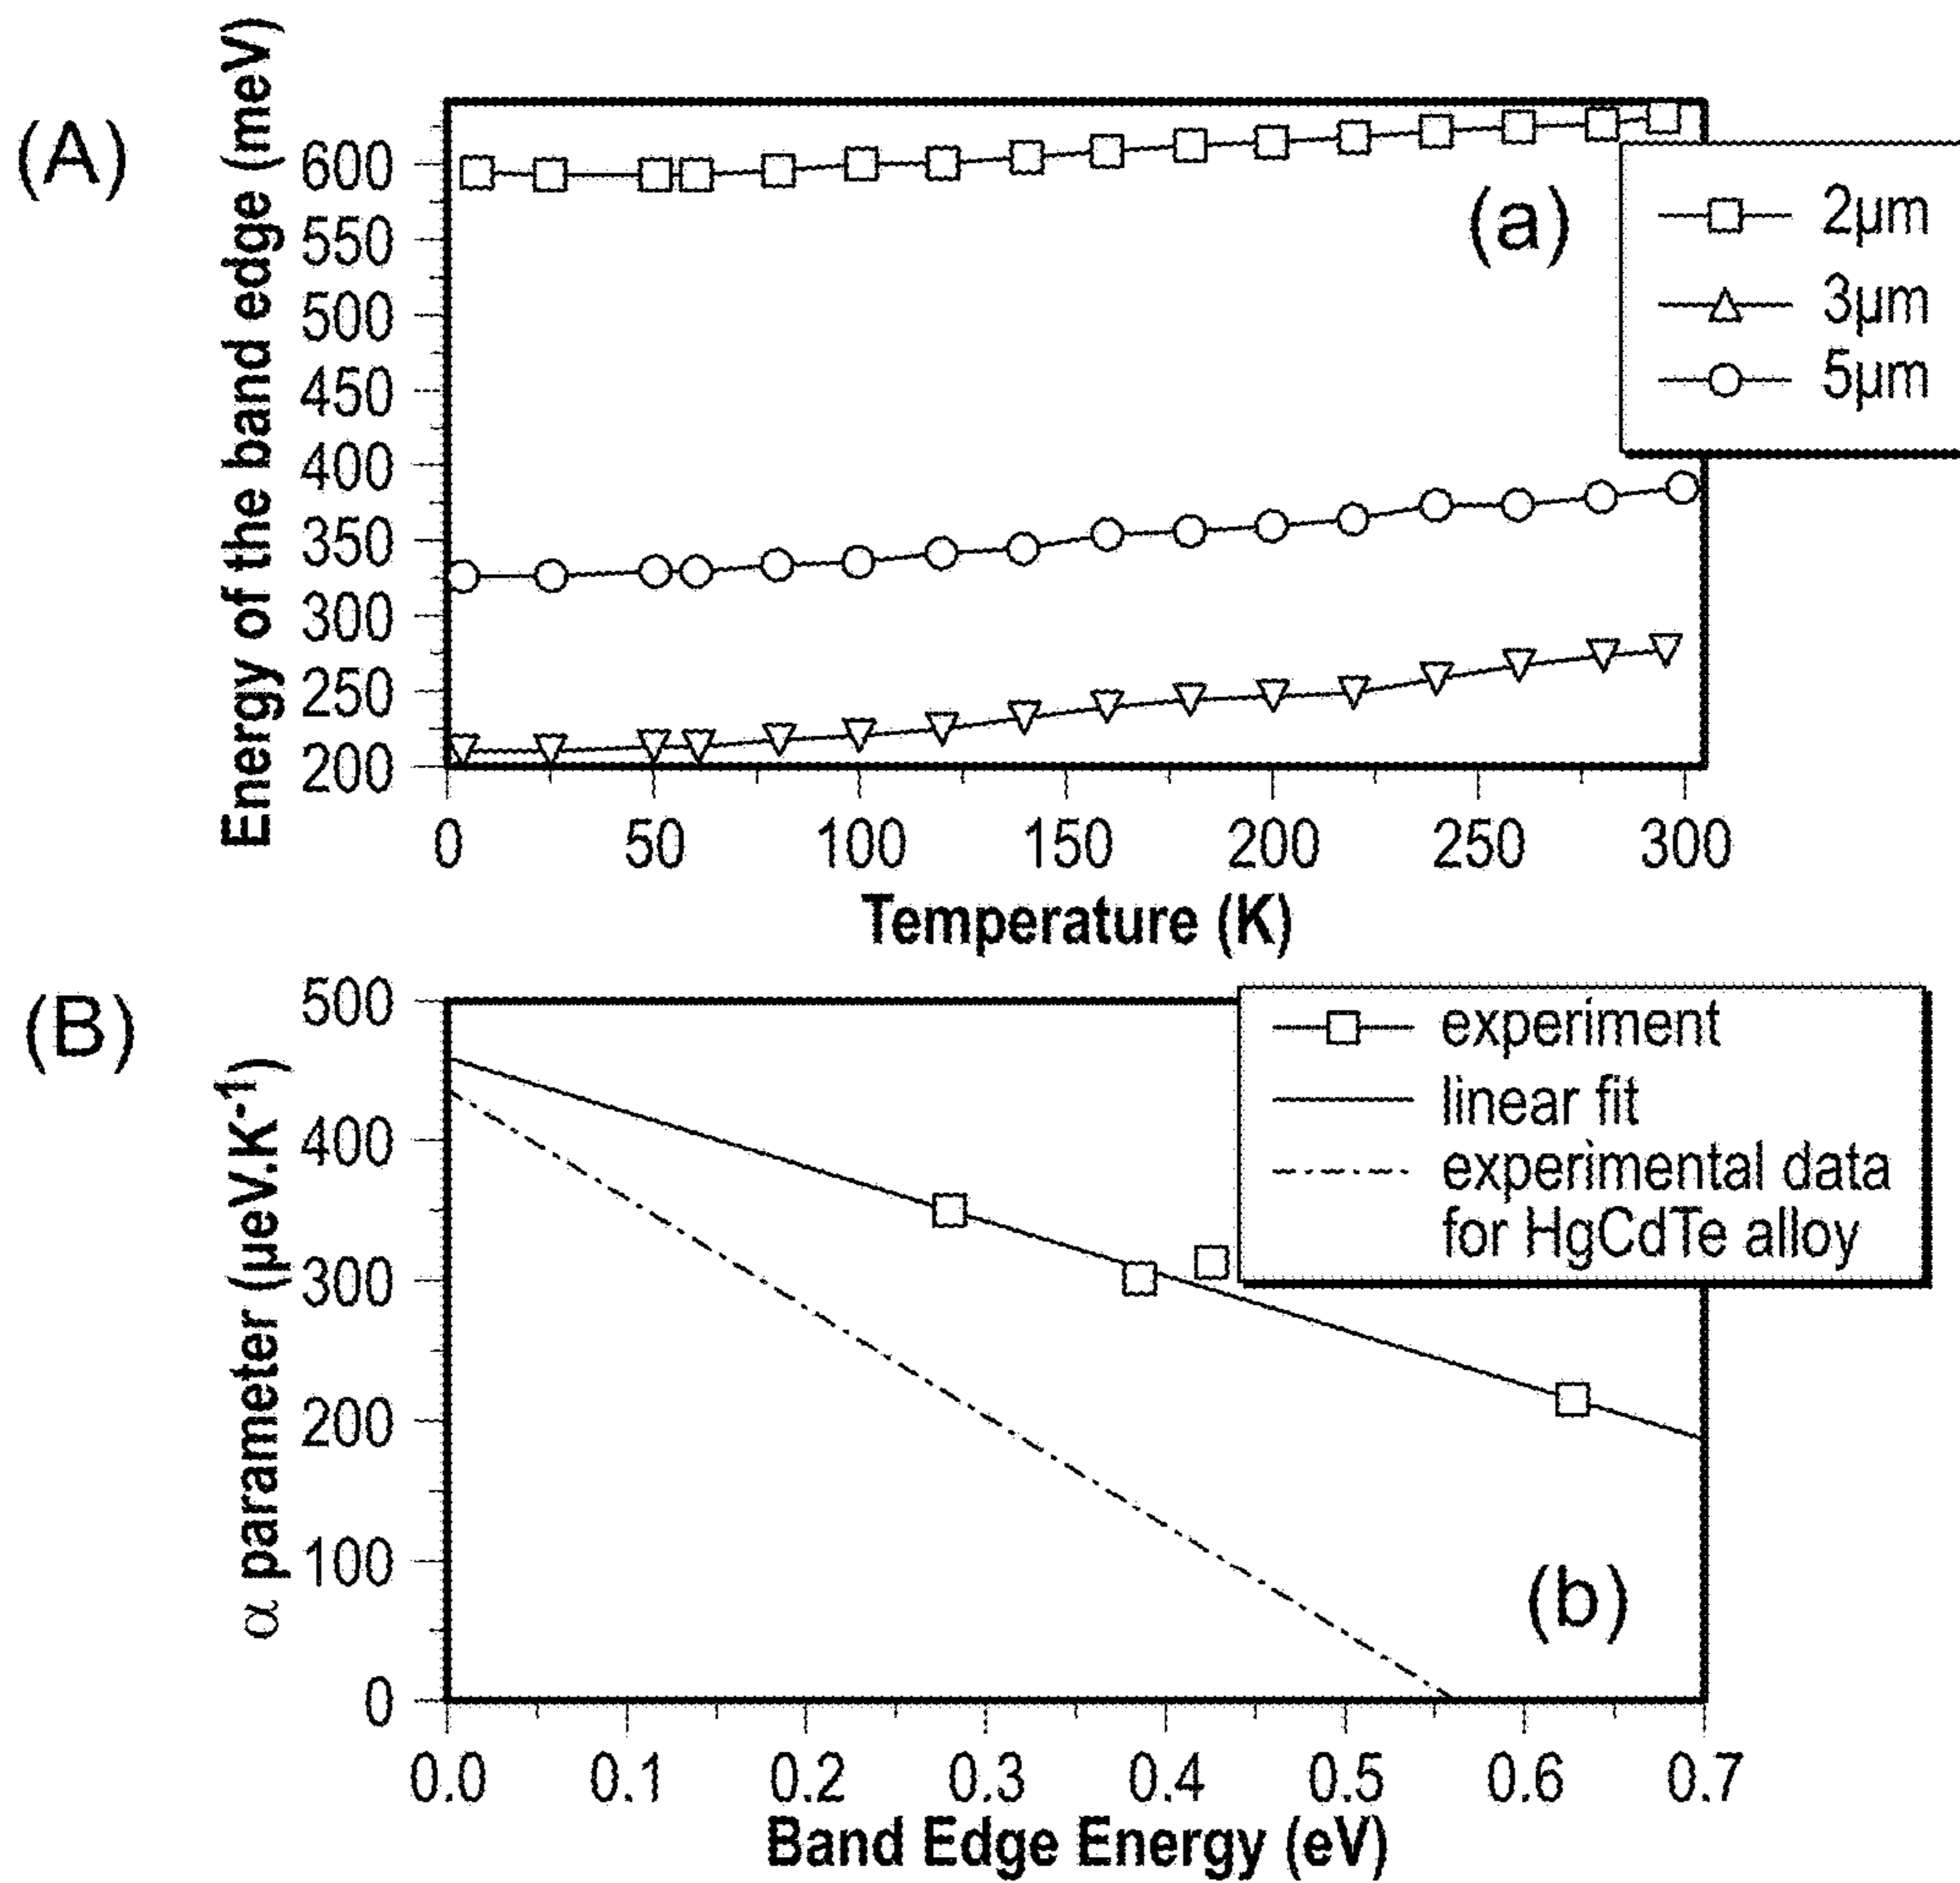 (A)
Energy of the band edge (meV)
600
550
500
450
400
350
300
250
200
(a)
2μm
3μm
5μm
0 50 100 150 200 250 300
Temperature (K)
(B)
α parameter (μeV.K-1)
500
400
300
200
100
0
experiment
linear fit
experimental data
for HgCdTe alloy
(b)
0.0 0.1 0.2 0.3 0.4 0.5 0.6 0.7
Band Edge Energy (eV)